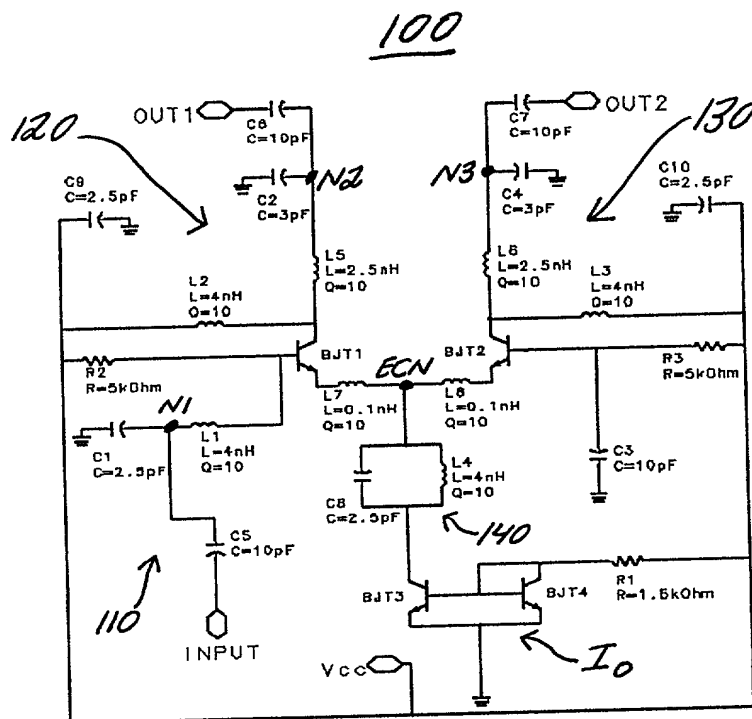 100
OUT1
C6
C=10pF
C7
C=10pF
OUT2
120
130
C9
C=2.5pF
N2
C2
C=3pF
N3
C4
C=3pF
C10
C=2.5pF
L5
L=2.5nH
Q=10
L6
L=2.5nH
Q=10
L2
L=4nH
Q=10
L3
L=4nH
Q=10
BJT1
BJT2
R2
R=5kOhm
R3
R=5kOhm
ECN
L7
L=0.1nH
Q=10
L8
L=0.1nH
Q=10
N1
C1
C=2.5pF
L1
L=4nH
Q=10
C3
C=10pF
L4
L=4nH
Q=10
C8
C=2.5pF
140
C5
C=10pF
110
INPUT
BJT3
BJT4
R1
R=1.5kOhm
Io
Vcc